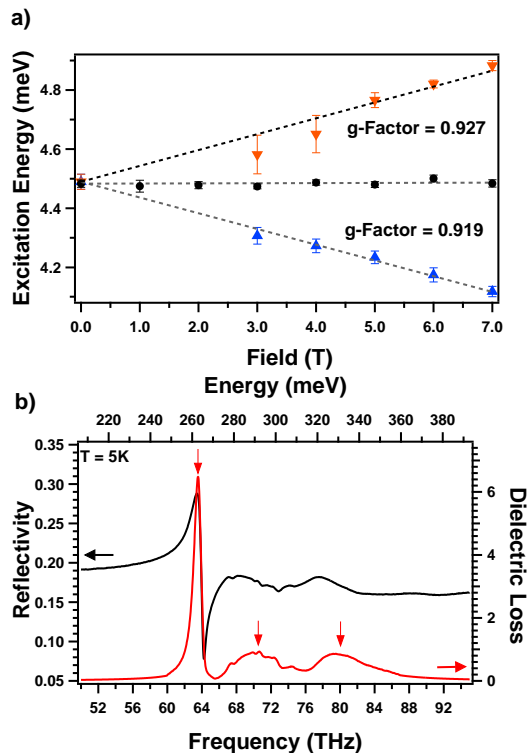 a)
Excitation Energy (meV)
4.8
4.6
4.4
4.2
g-Factor = 0.927
g-Factor = 0.919
0.0 1.0 2.0 3.0 4.0 5.0 6.0 7.0
Field (T)
Energy (meV)
b)
220 240 260 280 300 320 340 360 380
T = 5K
Reflectivity
0.35
0.30
0.25
0.20
0.15
0.10
0.05
Dielectric Loss
6
4
2
0
52 56 60 64 68 72 76 80 84 88 92
Frequency (THz)